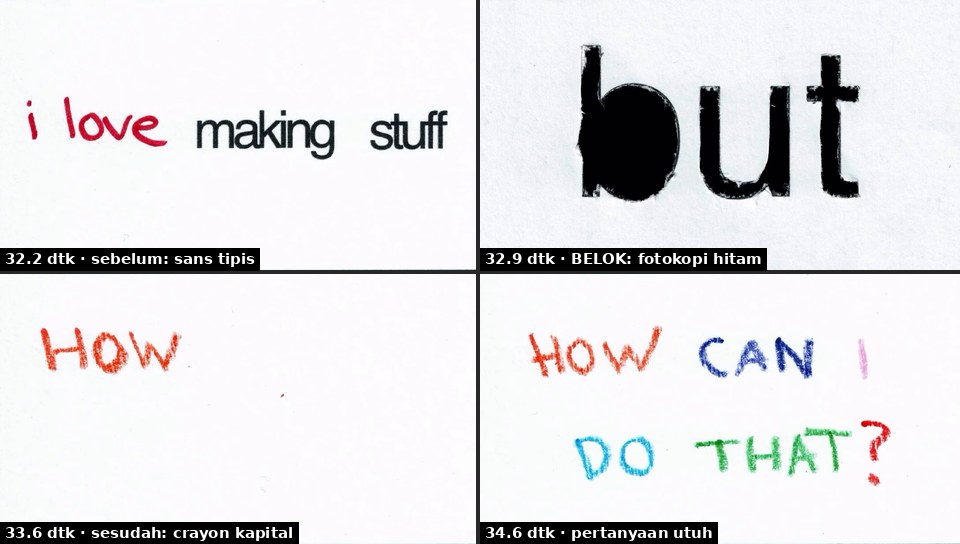 i love making stuff
32.2 dtk · sebelum: sans tipis
but
32.9 dtk · BELOK: fotokopi hitam
HOW
33.6 dtk · sesudah: crayon kapital
HOW CAN I
DO THAT?
34.6 dtk · pertanyaan utuh